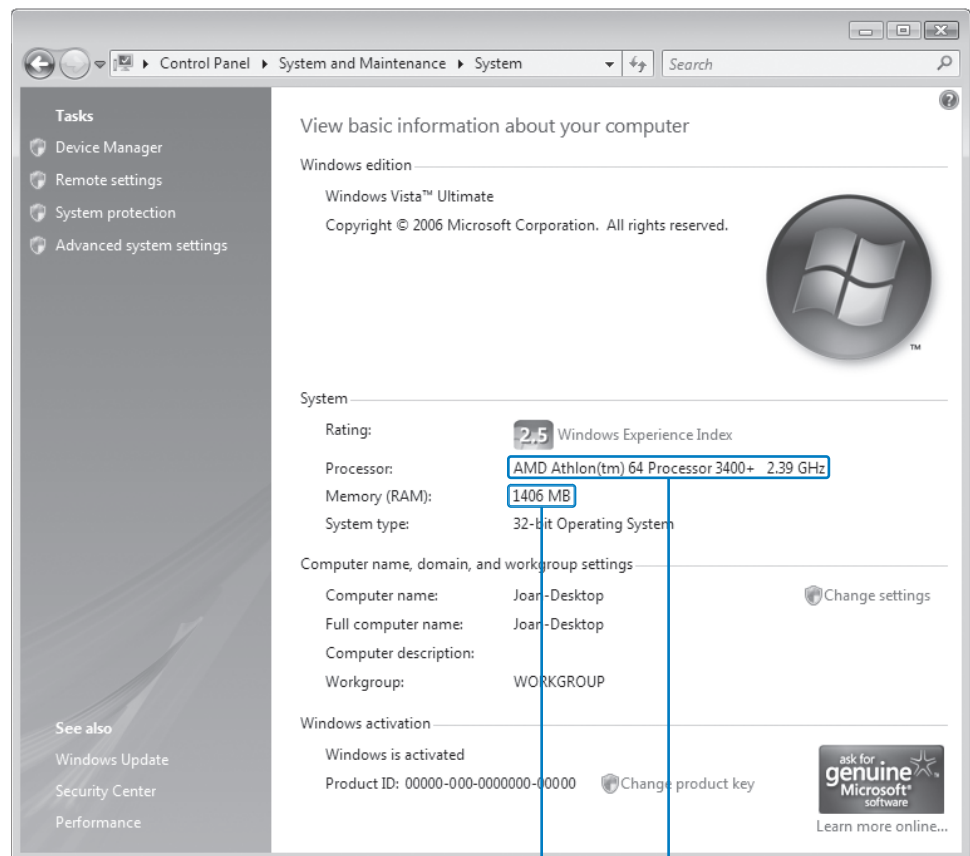 Control Panel System and Maintenance System Search
Tasks
Device Manager
Remote settings
System protection
Advanced system settings
See also
Windows Update
Security Center
Performance
View basic information about your computer
Windows edition
Windows Vista™ Ultimate
Copyright © 2006 Microsoft Corporation. All rights reserved.
TM
System
Rating: 2,5 Windows Experience Index
Processor: AMD Athlon(tm) 64 Processor 3400+ 2.39 GHz
Memory (RAM): 1406 MB
System type: 32-bit Operating System
Computer name, domain, and workgroup settings
Computer name: Joan-Desktop Change settings
Full computer name: Joan-Desktop
Computer description:
Workgroup: WORKGROUP
Windows activation
Windows is activated
Product ID: 00000-000-0000000-00000 Change product key
ask for
genuine
Microsoft®
software
Learn more online...